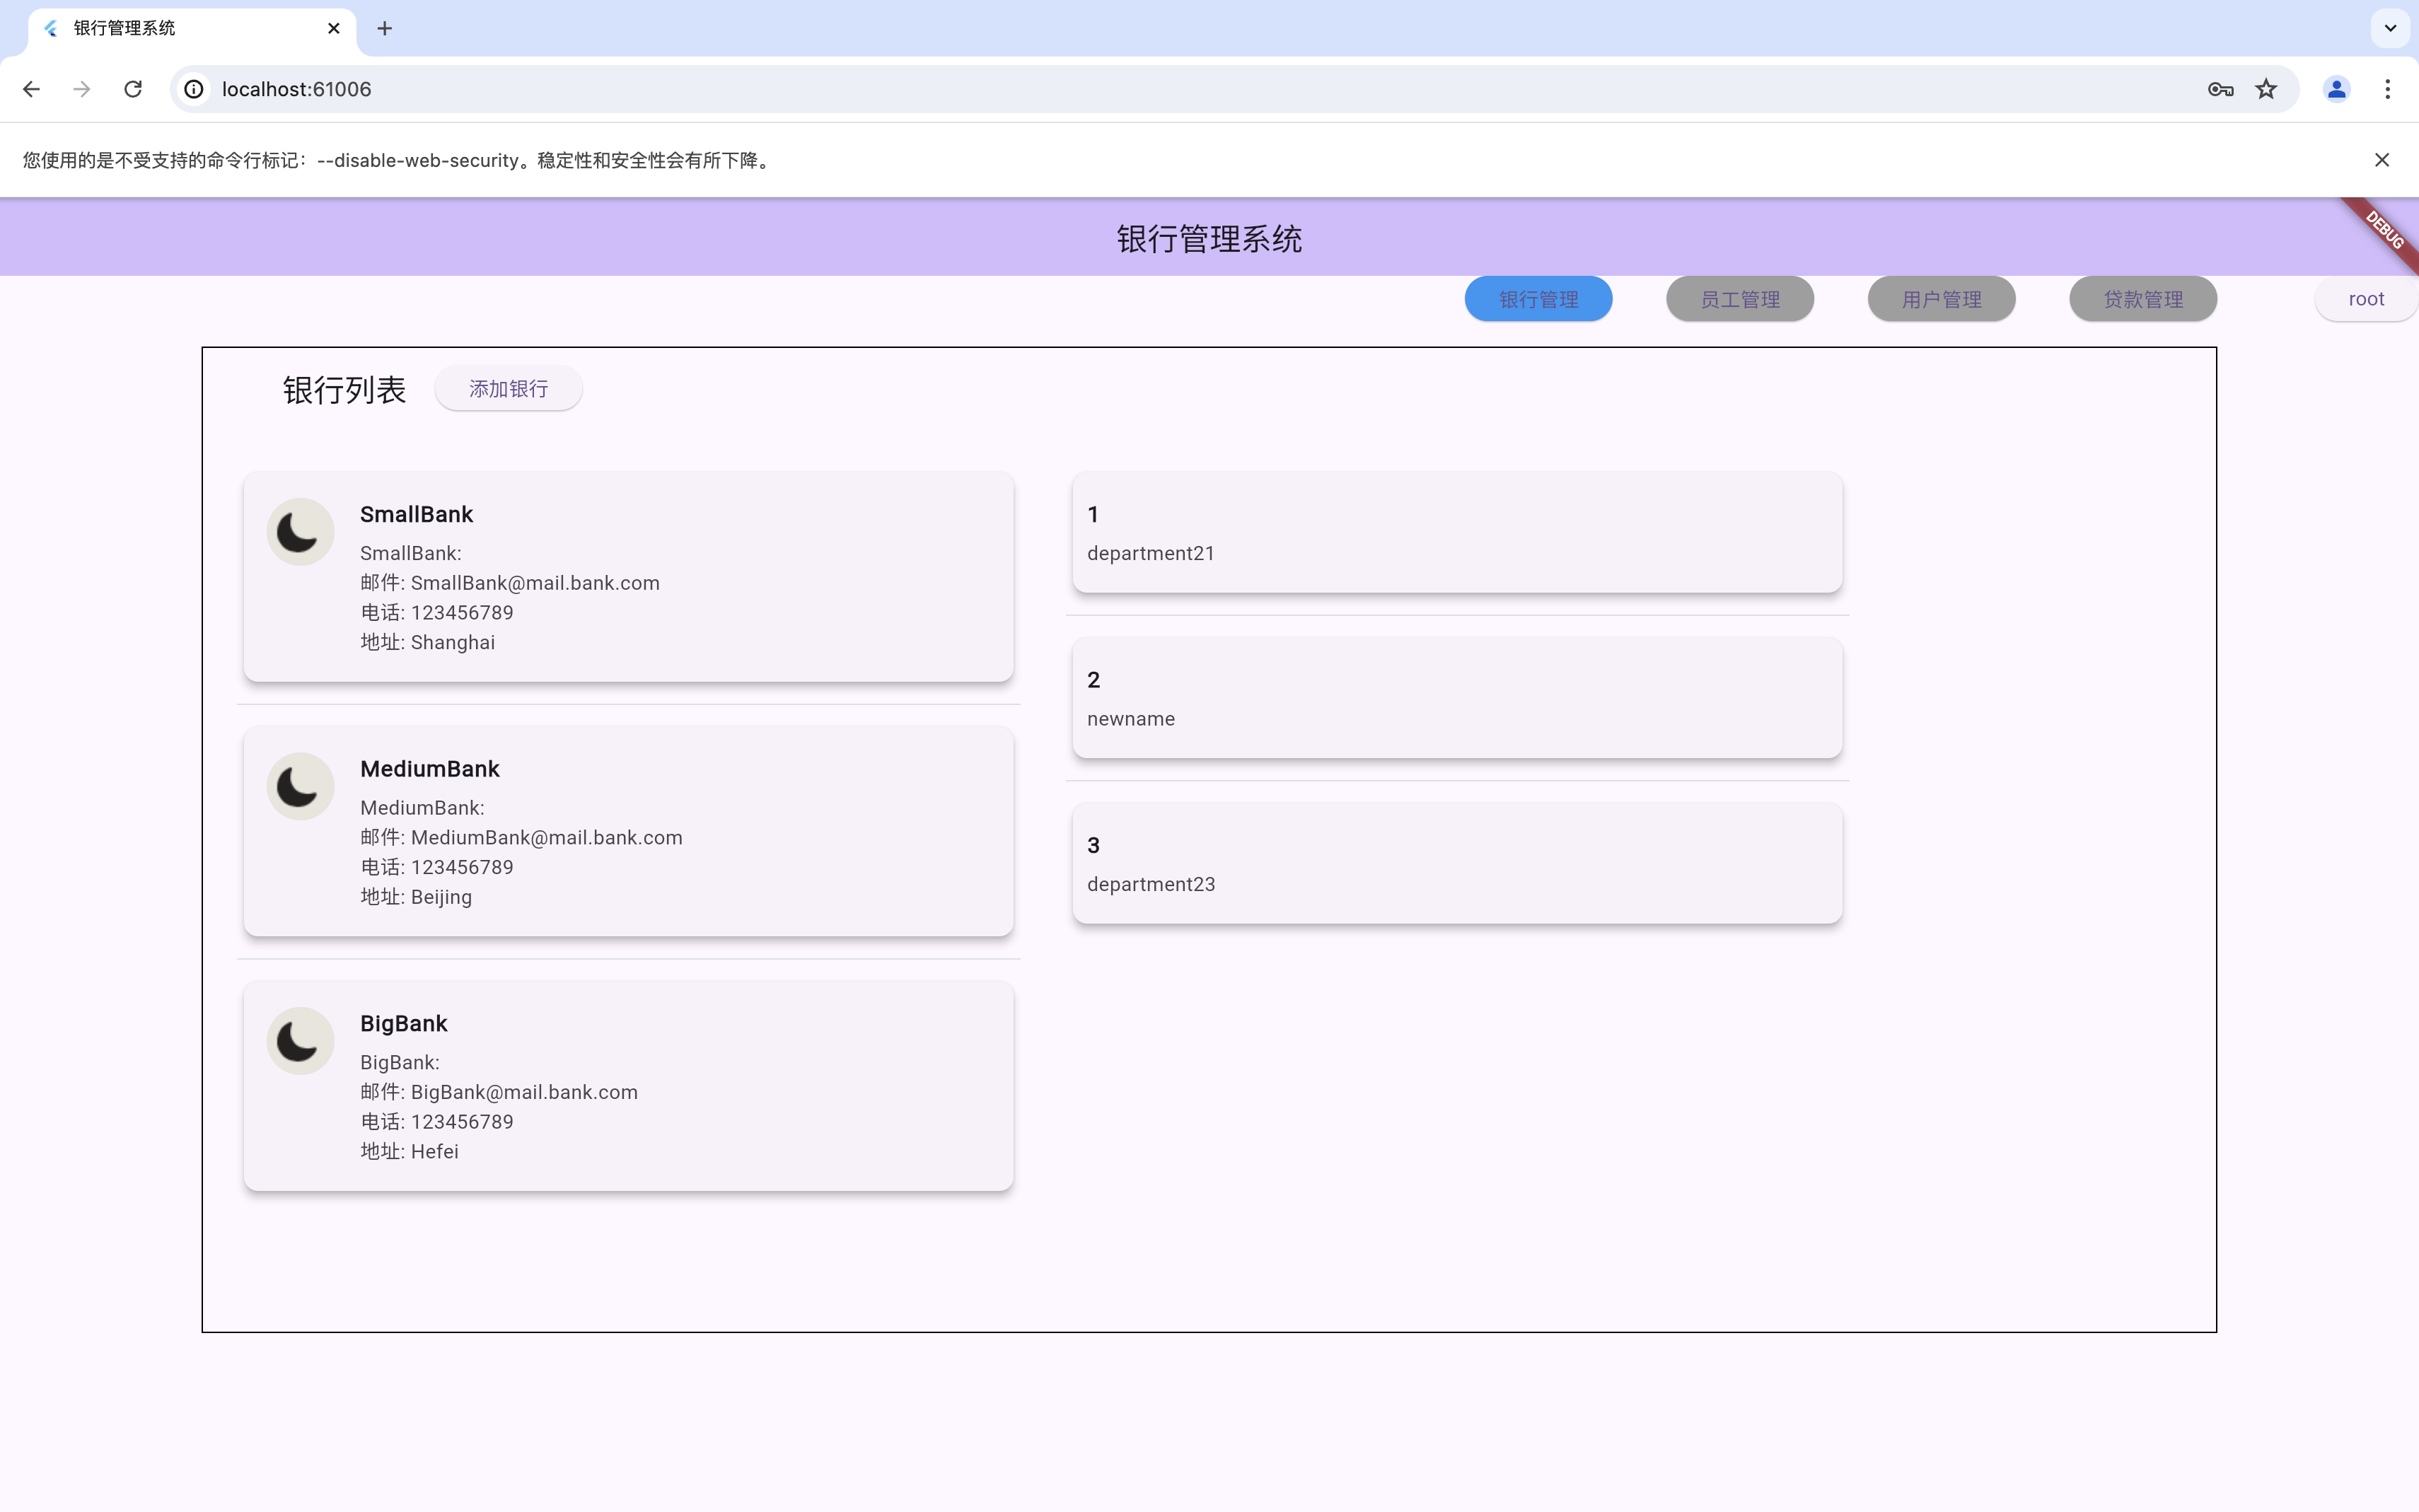 银行管理系统
localhost:61006
您使用的是不受支持的命令行标记：--disable-web-security。稳定性和安全性会有所下降。
银行管理系统
DEBUG
银行管理 员工管理 用户管理 贷款管理 root
银行列表 添加银行
SmallBank
SmallBank:
邮件: SmallBank@mail.bank.com
电话: 123456789
地址: Shanghai
MediumBank
MediumBank:
邮件: MediumBank@mail.bank.com
电话: 123456789
地址: Beijing
BigBank
BigBank:
邮件: BigBank@mail.bank.com
电话: 123456789
地址: Hefei
1
department21
2
newname
3
department23